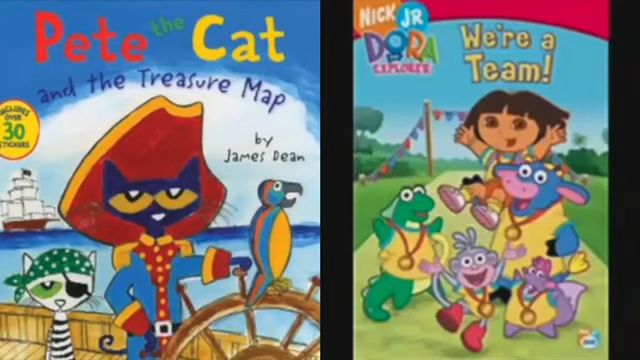 Pete the Cat
and the Treasure Map
by
James Dean
INCLUDES
OVER
30
STICKERS
NICK JR
DORA
the
EXPLORER
We're a
Team!